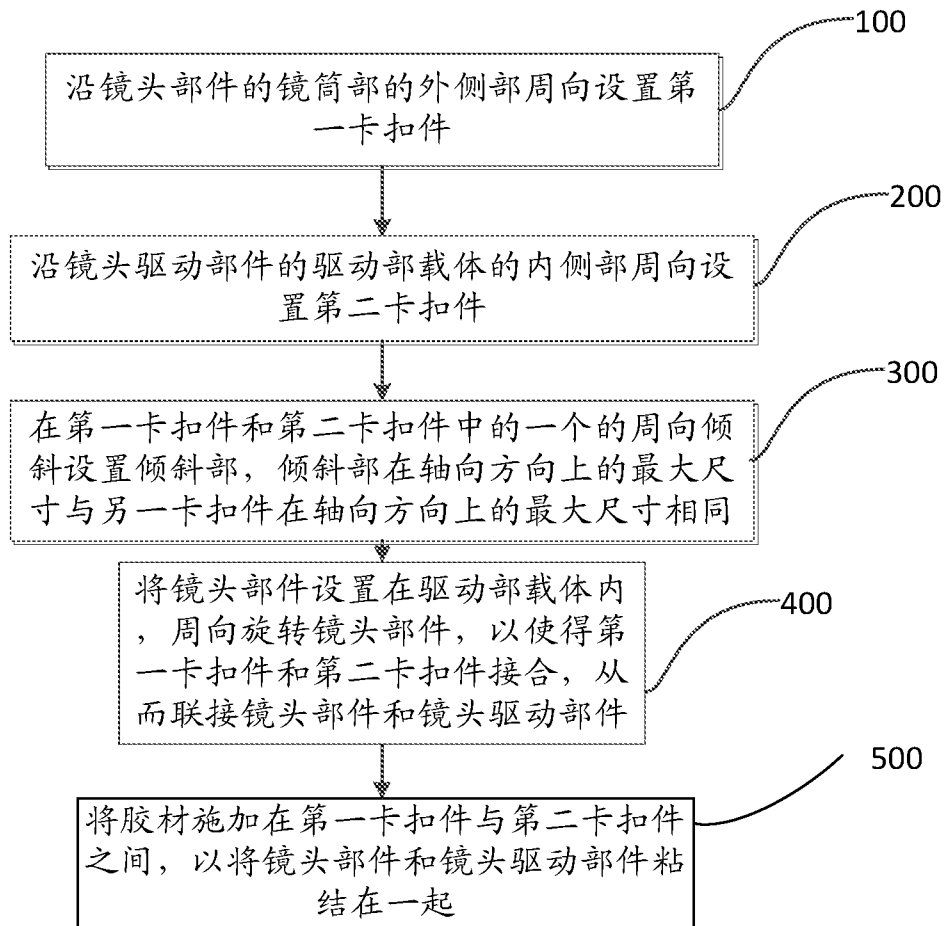 100
沿镜头部件的镜筒部的外侧部周向设置第
一卡扣件
200
沿镜头驱动部件的驱动部载体的内侧部周向设
置第二卡扣件
300
在第一卡扣件和第二卡扣件中的一个的周向倾
斜设置倾斜部，倾斜部在轴向方向上的最大尺
寸与另一卡扣件在轴向方向上的最大尺寸相同
将镜头部件设置在驱动部载体内
，周向旋转镜头部件，以使得第
一卡扣件和第二卡扣件接合，从
而联接镜头部件和镜头驱动部件
400
500
将胶材施加在第一卡扣件与第二卡扣件
之间，以将镜头部件和镜头驱动部件粘
结在一起